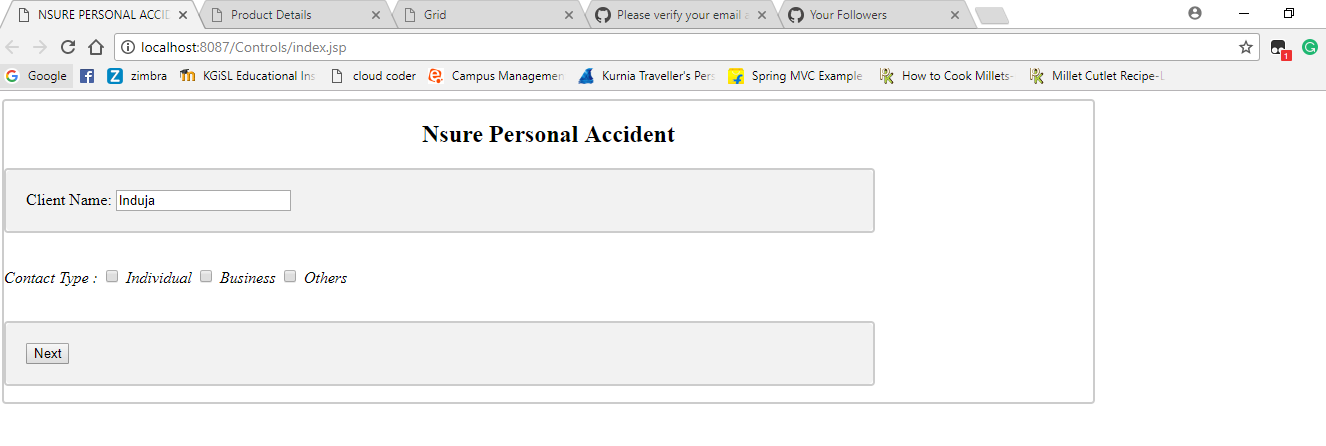 NSURE PERSONAL ACCID Product Details Grid Please verify your email a Your Followers
localhost:8087/Controls/index.jsp
1
Google zimbra KGiSL Educational Ins cloud coder Campus Managemen Kurnia Traveller's Pers Spring MVC Example How to Cook Millets- Millet Cutlet Recipe-
Nsure Personal Accident
Client Name: Induja
Contact Type : Individual Business Others
Next